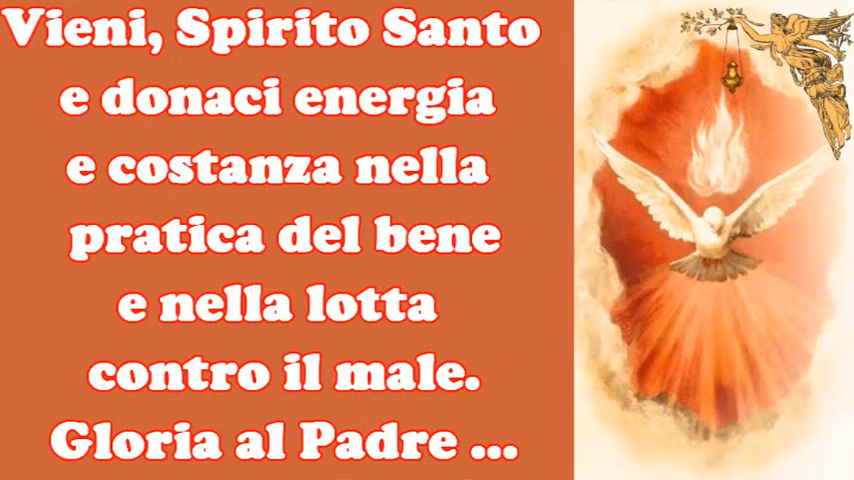 Vieni, Spirito Santo
e donaci energia
e costanza nella
pratica del bene
e nella lotta
contro il male.
Gloria al Padre ...